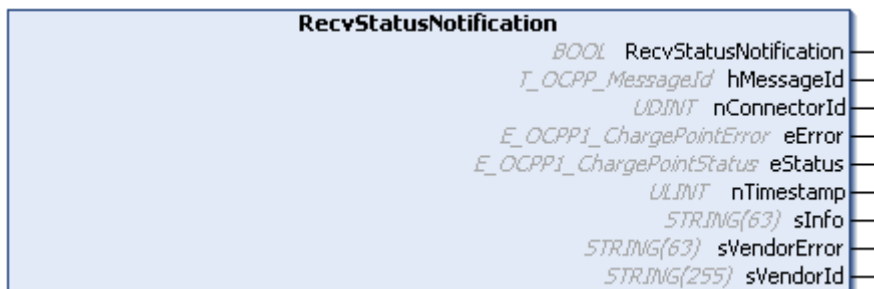 RecvStatusNotification
BOOL RecvStatusNotification
T_OCPP_MessageId hMessageId
UDINT nConnectorId
E_OCPP1_ChargePointError eError
E_OCPP1_ChargePointStatus eStatus
ULINT nTimestamp
STRING(63) sInfo
STRING(63) sVendorError
STRING(255) sVendorId